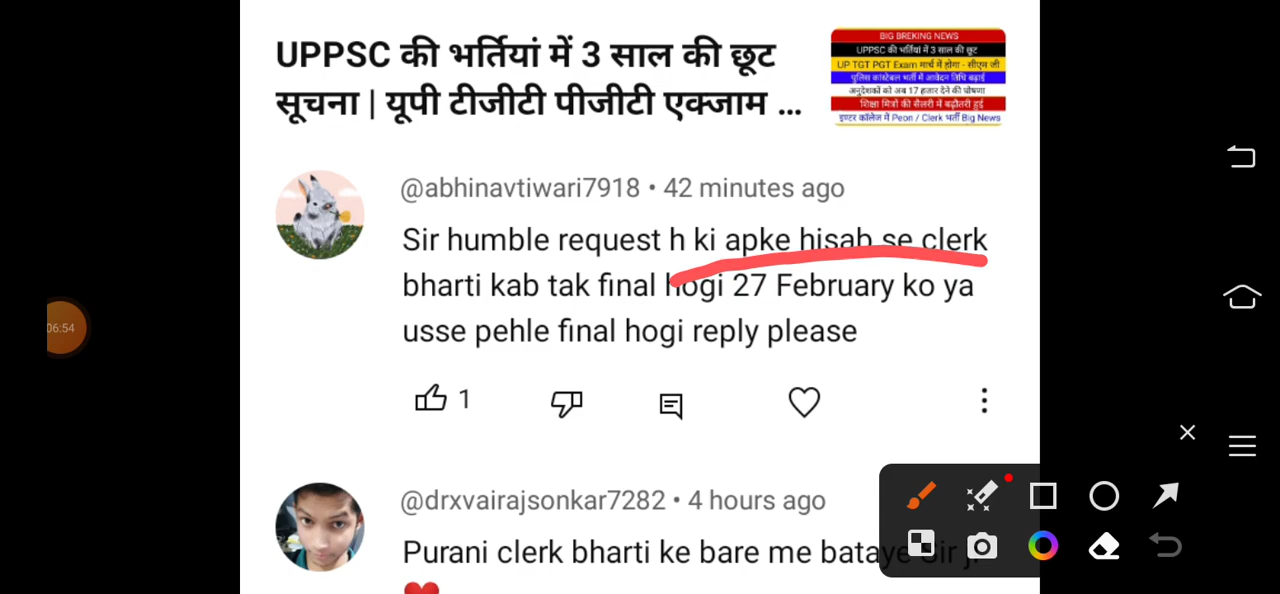 UPPSC की भर्तियां में 3 साल की छूट
सूचना | यूपी टीजीटी पीजीटी एक्जाम ...
BIG BREKING NEWS
UPPSC की भर्तियां में 3 साल की छूट
UP TGT PGT Exam मार्च में होगा - सीएम जी
पुलिस कांस्टेबल भर्ती में आवेदन तिथि बढ़ाई
अनुदेशकों को अब 17 हजार देने की घोषणा
शिक्षा मित्रों की सैलरी में बढ़ौतरी हुई
इण्टर कॉलेज में Peon / Clerk भर्ती Big News
@abhinavtiwari7918 • 42 minutes ago
Sir humble request h ki apke hisab se clerk
bharti kab tak final hogi 27 February ko ya
usse pehle final hogi reply please
1
06:54
@drxvairajsonkar7282 • 4 hours ago
Purani clerk bharti ke bare me bataye Sir